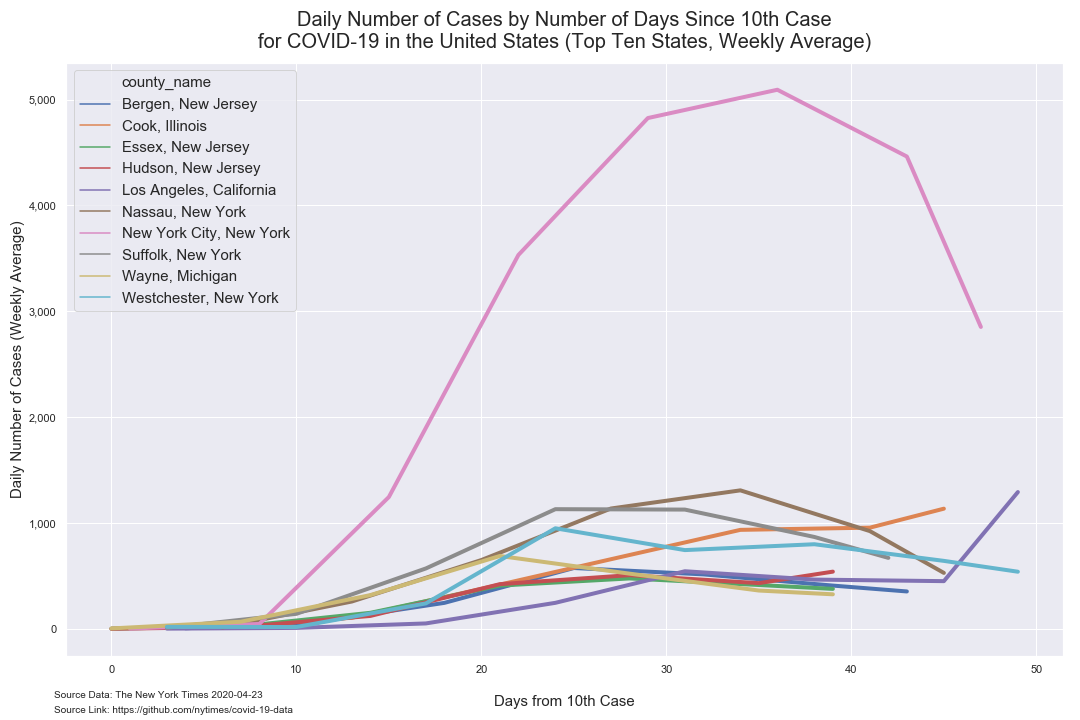 Daily Number of Cases by Number of Days Since 10th Case
for COVID-19 in the United States (Top Ten States, Weekly Average)
county_name
Bergen, New Jersey
Cook, Illinois
Essex, New Jersey
Hudson, New Jersey
Los Angeles, California
Nassau, New York
New York City, New York
Suffolk, New York
Wayne, Michigan
Westchester, New York
Daily Number of Cases (Weekly Average)
5,000
4,000
3,000
2,000
1,000
0
0 10 20 30 40 50
Days from 10th Case
Source Data: The New York Times 2020-04-23
Source Link: https://github.com/nytimes/covid-19-data